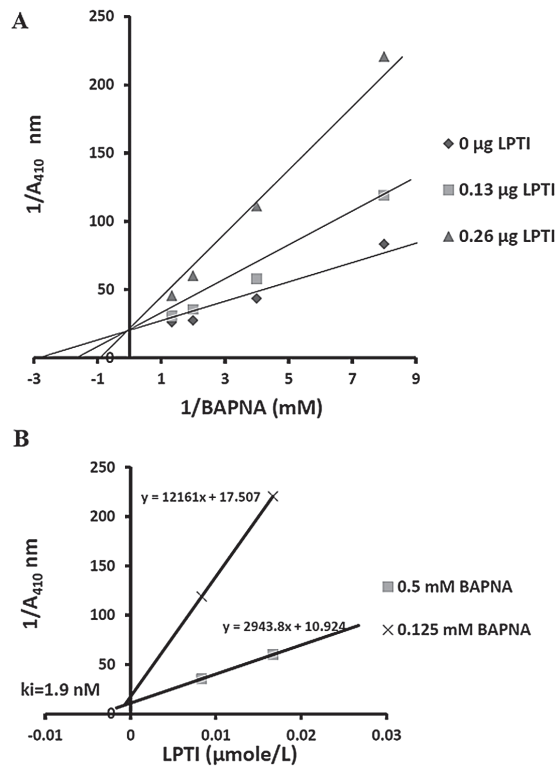 A
250
200
150
100
50
0
-3 -1 1 3 5 7 9
1/A410 nm
1/BAPNA (mM)
0 µg LPTI
0.13 µg LPTI
0.26 µg LPTI
B
250
200
150
100
50
0
-0.01 0 0.01 0.02 0.03
1/A410 nm
LPTI (µmole/L)
y = 12161x + 17.507
y = 2943.8x + 10.924
ki=1.9 nM
0.5 mM BAPNA
0.125 mM BAPNA